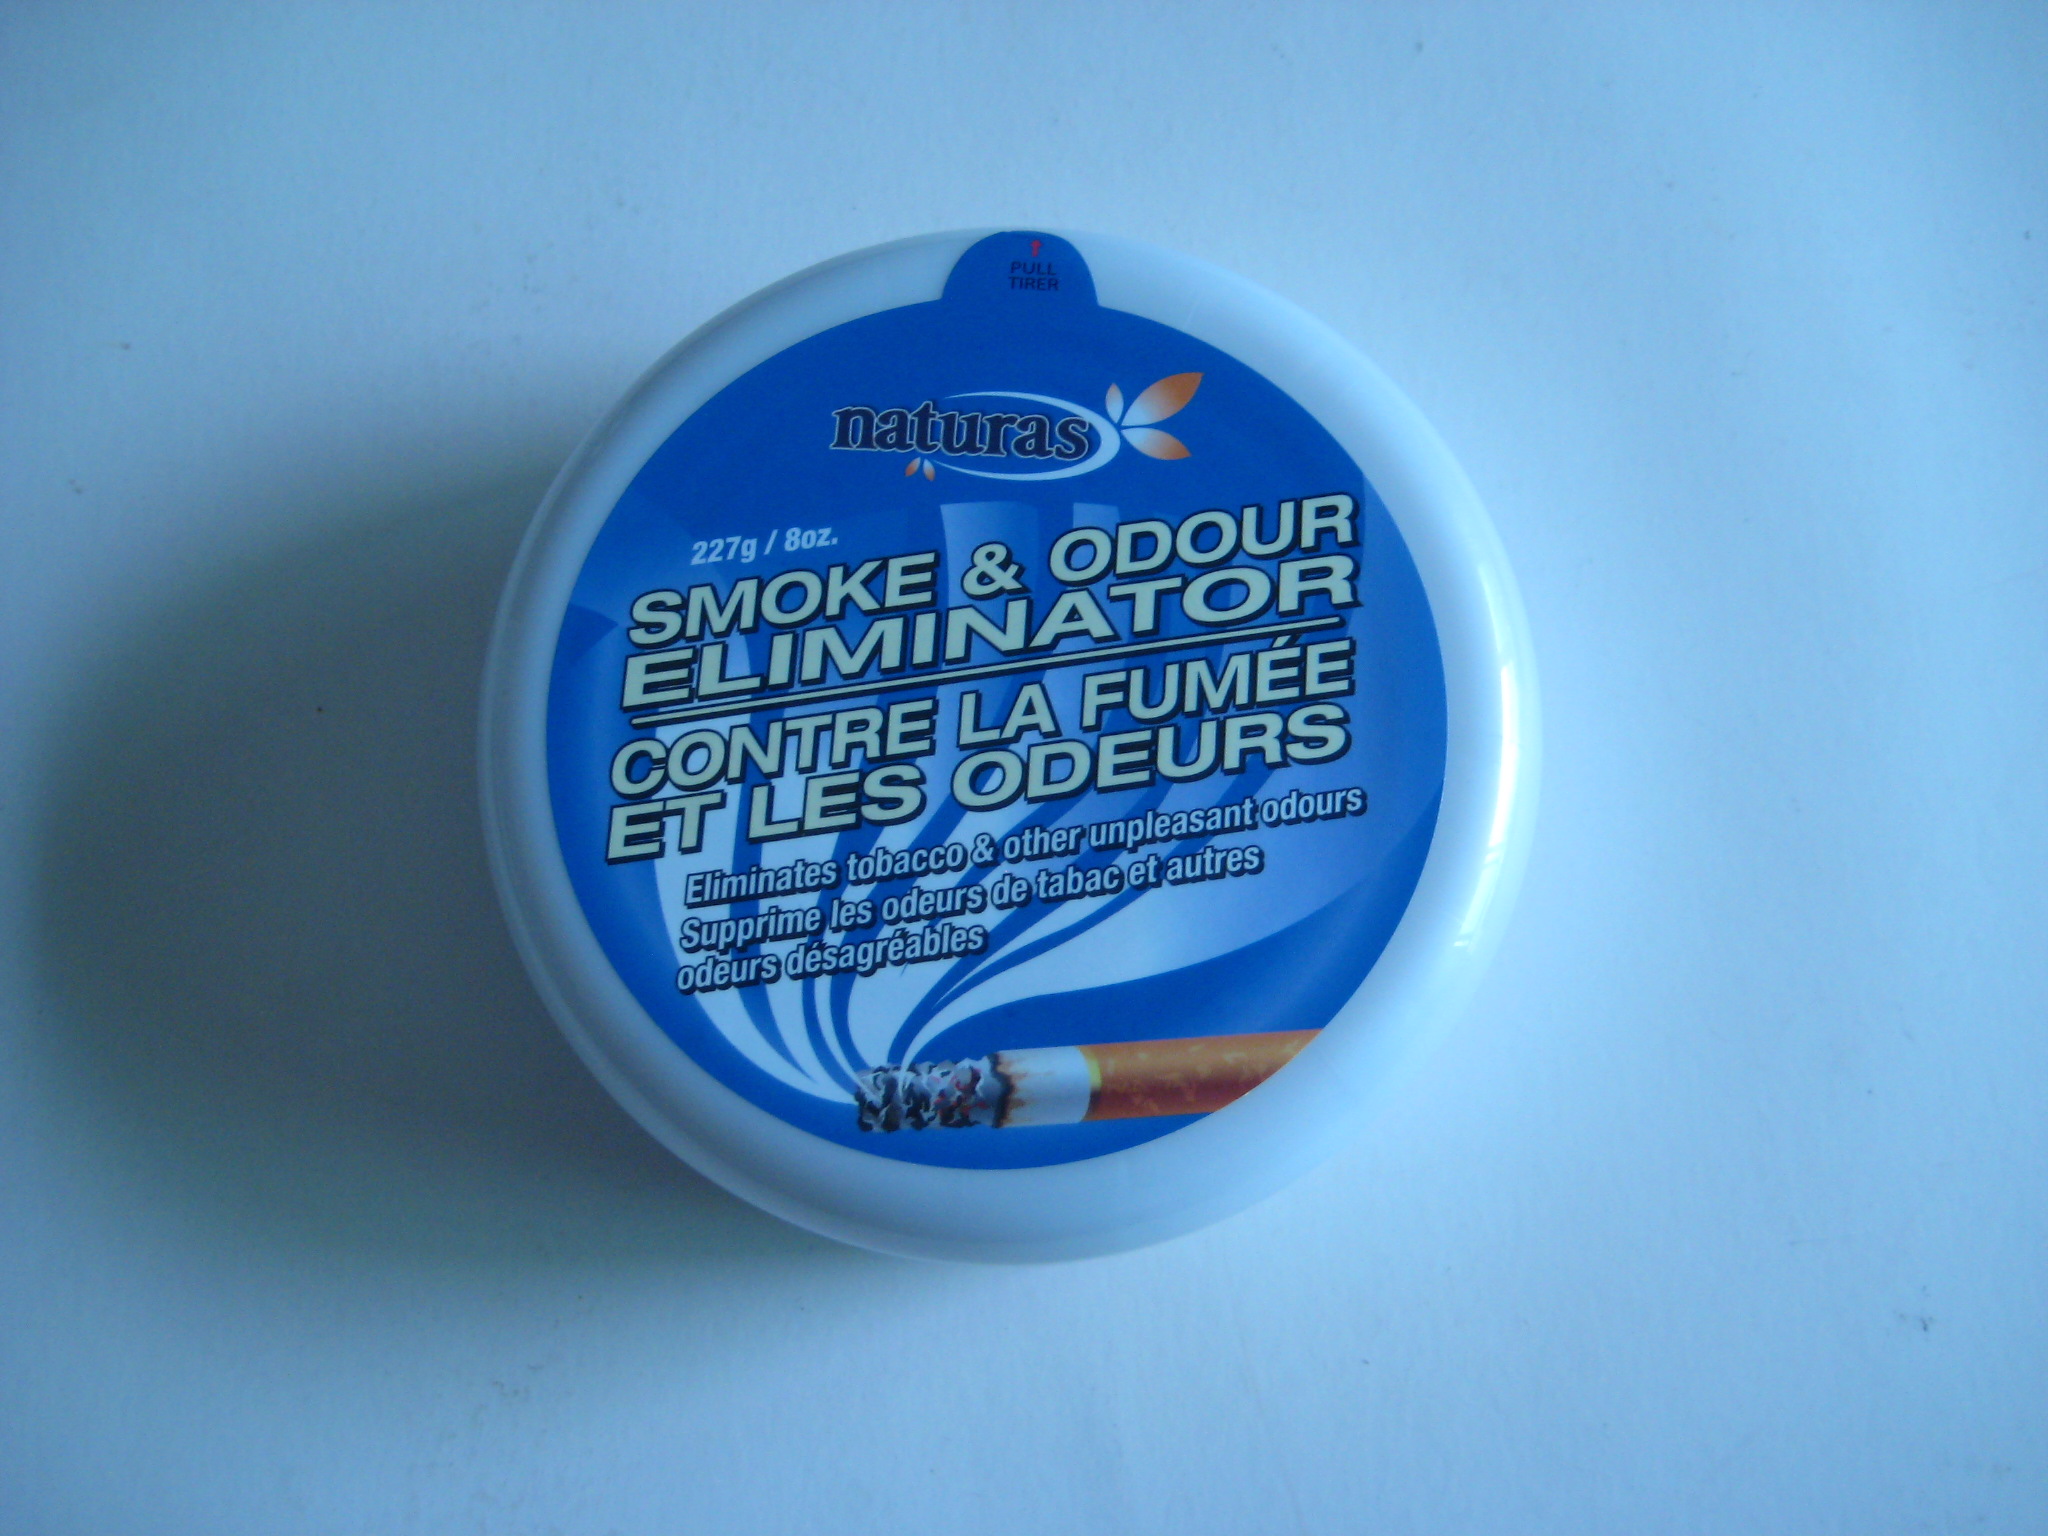 PULL
TIRER
naturas
227g / 8oz.
SMOKE & ODOUR
ELIMINATOR
CONTRE LA FUMÉE
ET LES ODEURS
Eliminates tobacco & other unpleasant odours
Supprime les odeurs de tabac et autres
odeurs désagréables